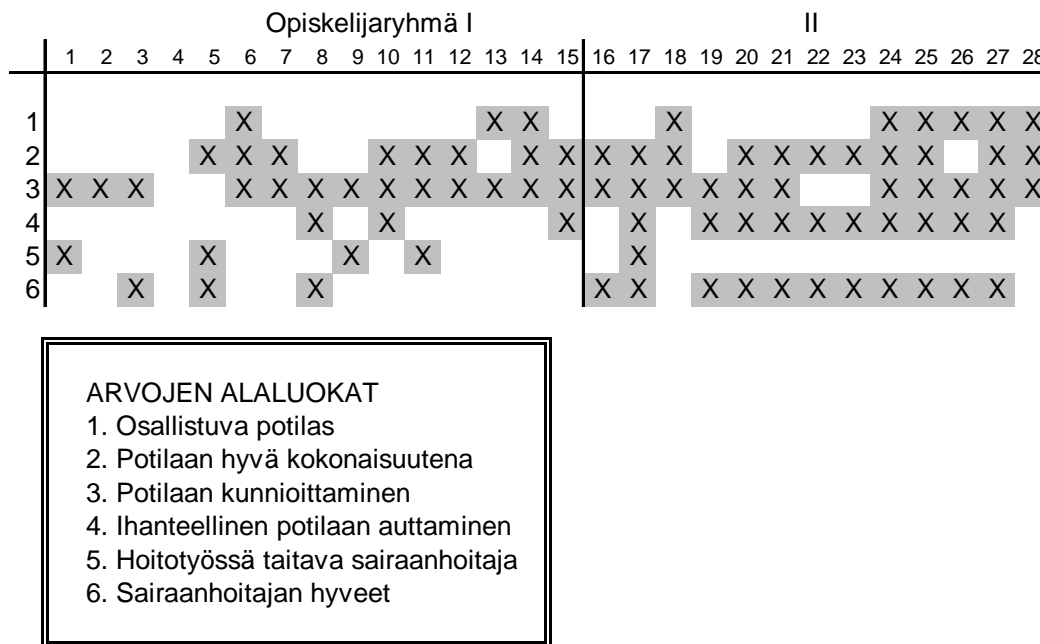 Opiskelijaryhmä I II
1 2 3 4 5 6 7 8 9 10 11 12 13 14 15 16 17 18 19 20 21 22 23 24 25 26 27 28
1 X X X X X X X X X
2 X X X X X X X X X X X X X X X X X X X
3 X X X X X X X X X X X X X X X X X X X X X X X X
4 X X X X X X X X X X X X X
5 X X X X X
6 X X X X X X X X X X X X X X
ARVOJEN ALALUOKAT
1. Osallistuva potilas
2. Potilaan hyvä kokonaisuutena
3. Potilaan kunnioittaminen
4. Ihanteellinen potilaan auttaminen
5. Hoitotyössä taitava sairaanhoitaja
6. Sairaanhoitajan hyveet